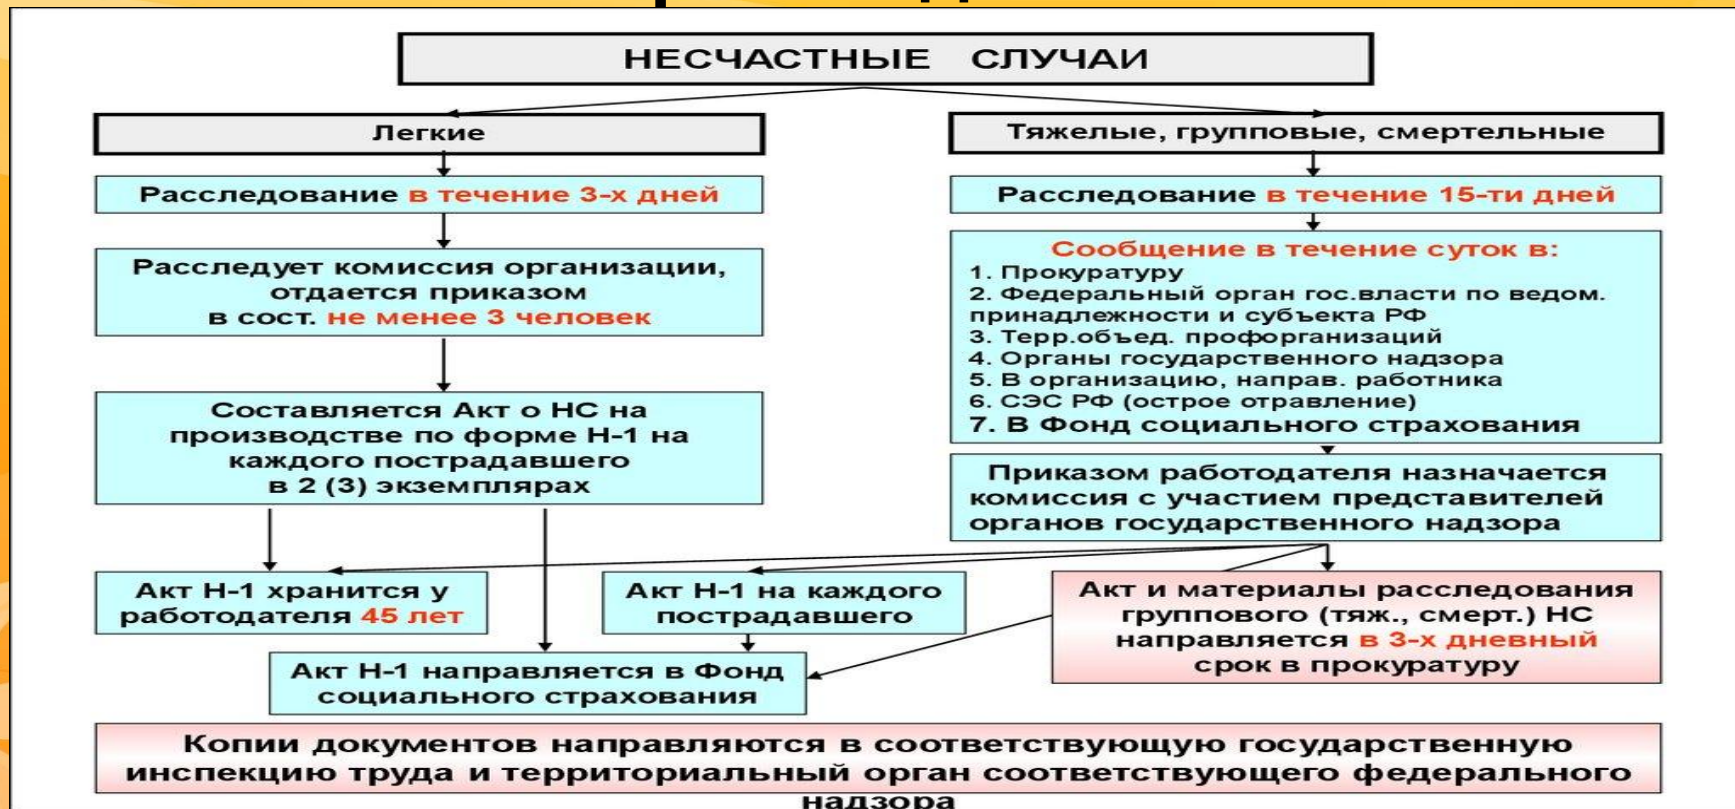 НЕСЧАСТНЫЕ СЛУЧАИ
Легкие
Расследование в течение 3-х дней
Расследует комиссия организации,
отдается приказом
в сост. не менее 3 человек
Составляется Акт о НС на
производстве по форме Н-1 на
каждого пострадавшего
в 2 (3) экземплярах
Тяжелые, групповые, смертельные
Расследование в течение 15-ти дней
Сообщение в течение суток в:
1. Прокуратуру
2. Федеральный орган гос.власти по ведом.
принадлежности и субъекта РФ
3. Терр.объед. профорганизаций
4. Органы государственного надзора
5. В организацию, направ. работника
6. СЭС РФ (острое отравление)
7. В Фонд социального страхования
Приказом работодателя назначается
комиссия с участием представителей
органов государственного надзора
Акт Н-1 хранится у
работодателя 45 лет
Акт Н-1 на каждого
пострадавшего
Акт и материалы расследования
группового (тяж., смерт.) НС
направляется в 3-х дневный
срок в прокуратуру
Акт Н-1 направляется в Фонд
социального страхования
Копии документов направляются в соответствующую государственную
инспекцию труда и территориальный орган соответствующего федерального
надзора